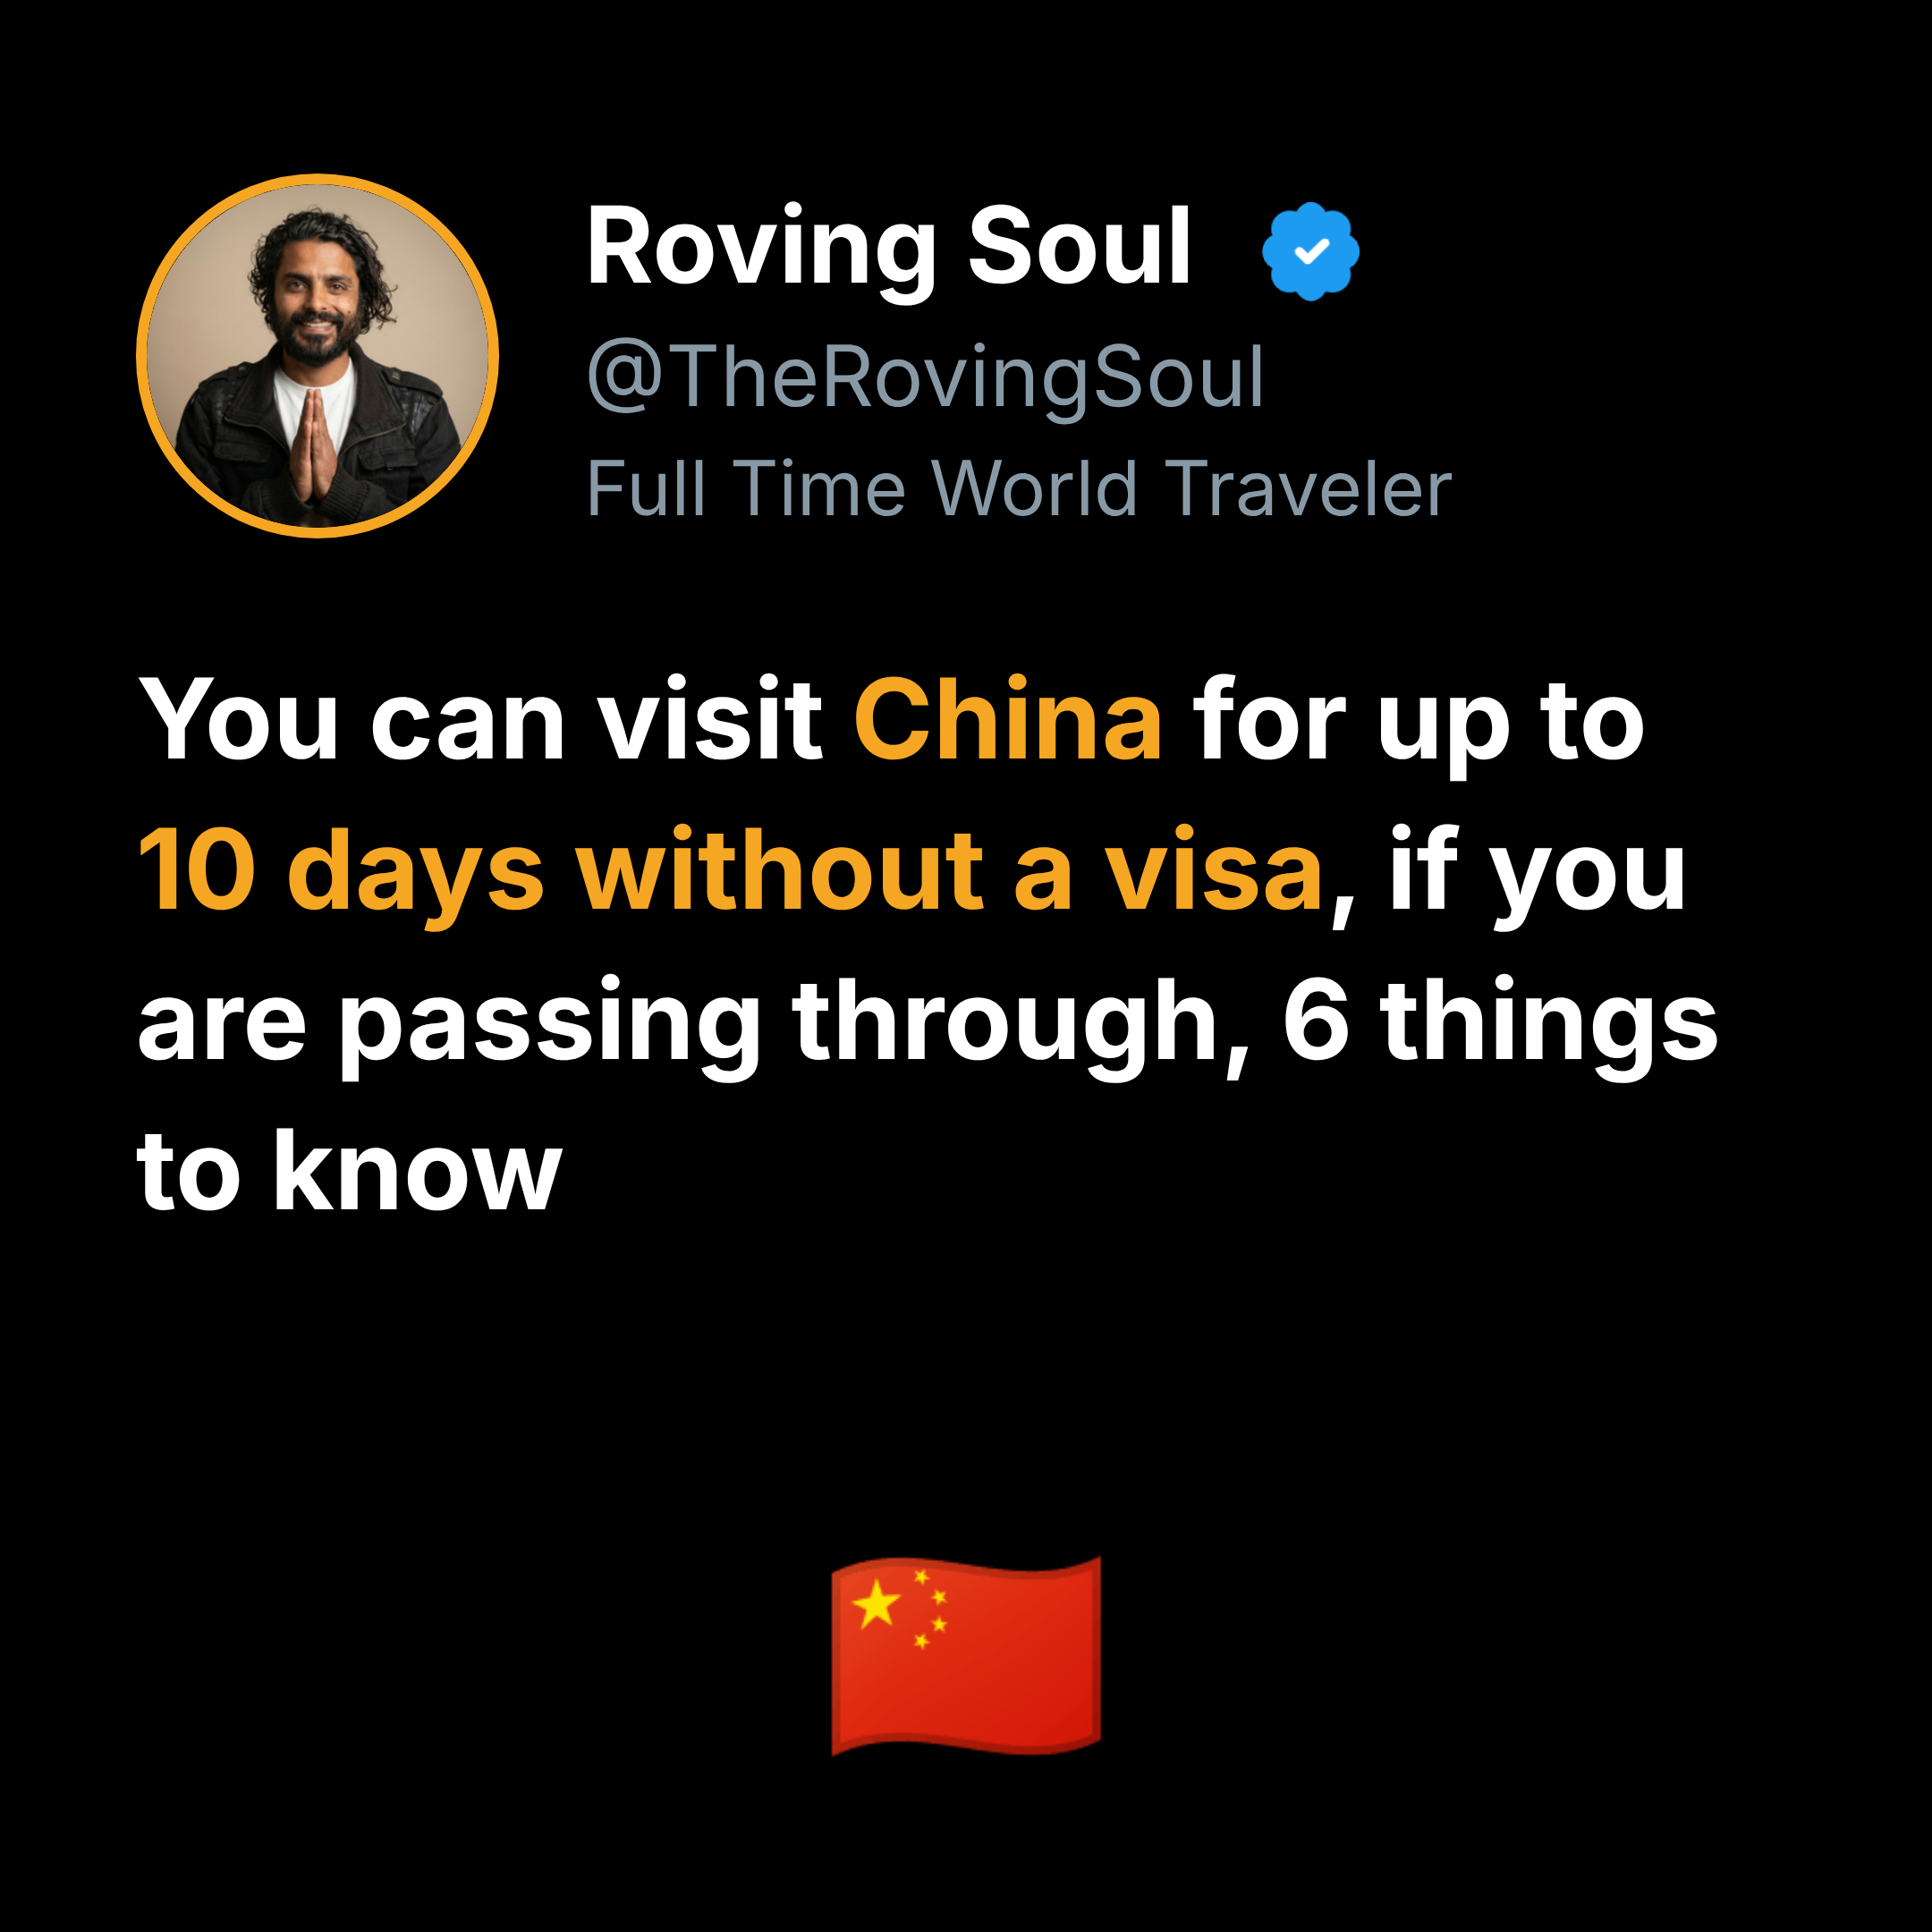 Roving Soul
@TheRovingSoul
Full Time World Traveler
You can visit China for up to
10 days without a visa, if you
are passing through, 6 things
to know